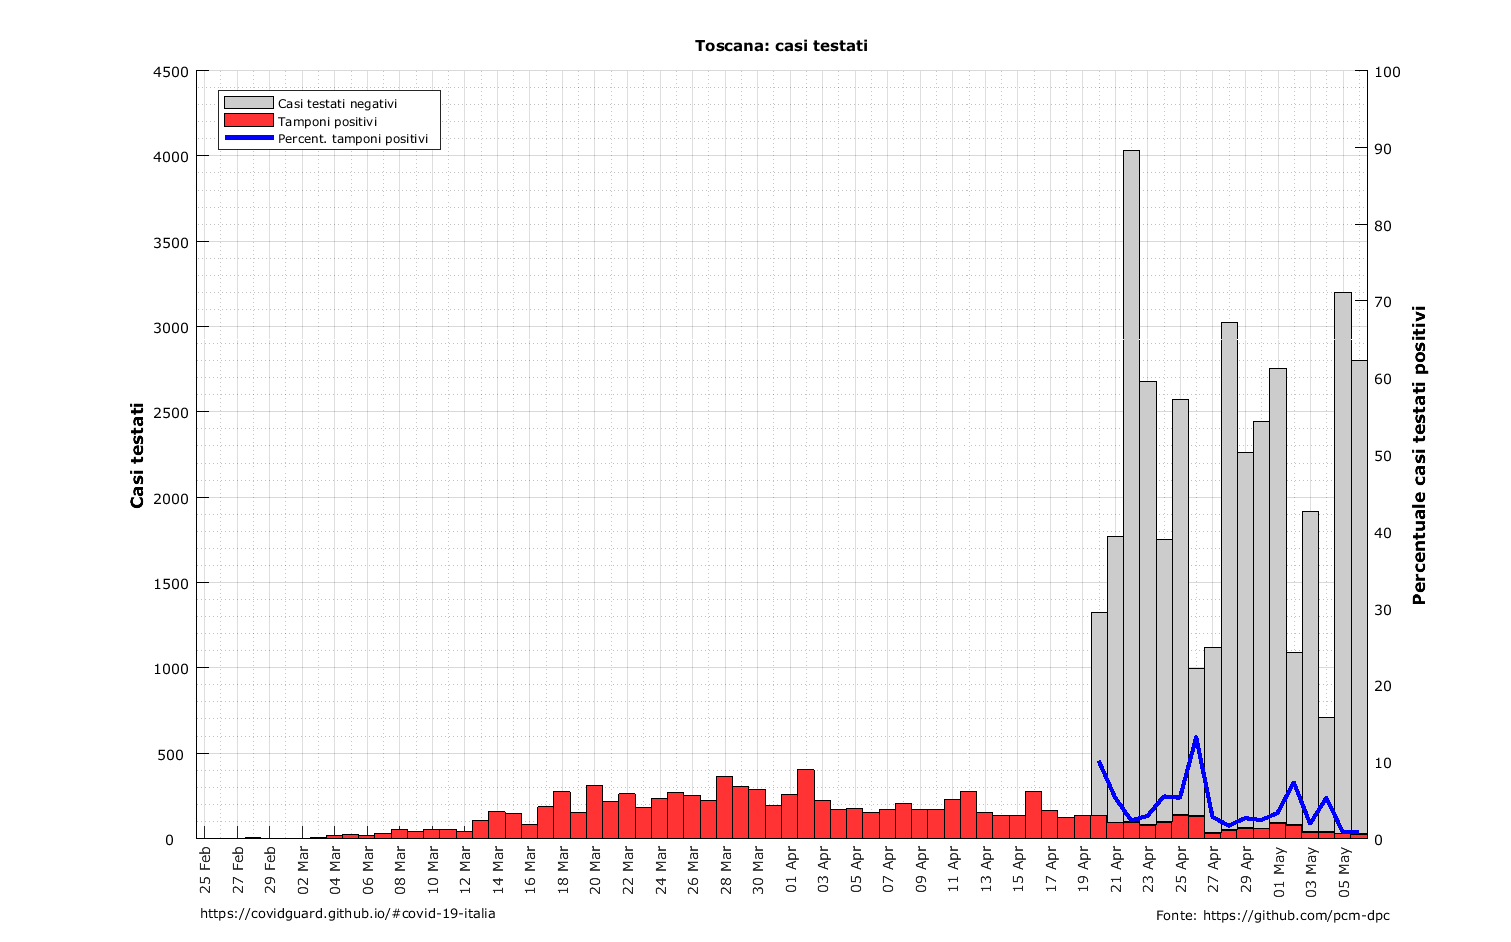 Toscana: casi testati
Casi testati negativi
Tamponi positivi
Percent. tamponi positivi
Casi testati
4500
4000
3500
3000
2500
2000
1500
1000
500
0
100
90
80
70
60
50
40
30
20
10
0
Percentuale casi testati positivi
25 Feb
27 Feb
29 Feb
02 Mar
04 Mar
06 Mar
08 Mar
10 Mar
12 Mar
14 Mar
16 Mar
18 Mar
20 Mar
22 Mar
24 Mar
26 Mar
28 Mar
30 Mar
01 Apr
03 Apr
05 Apr
07 Apr
09 Apr
11 Apr
13 Apr
15 Apr
17 Apr
19 Apr
21 Apr
23 Apr
25 Apr
27 Apr
29 Apr
01 May
03 May
05 May
https://covidguard.github.io/#covid-19-italia
Fonte: https://github.com/pcm-dpc